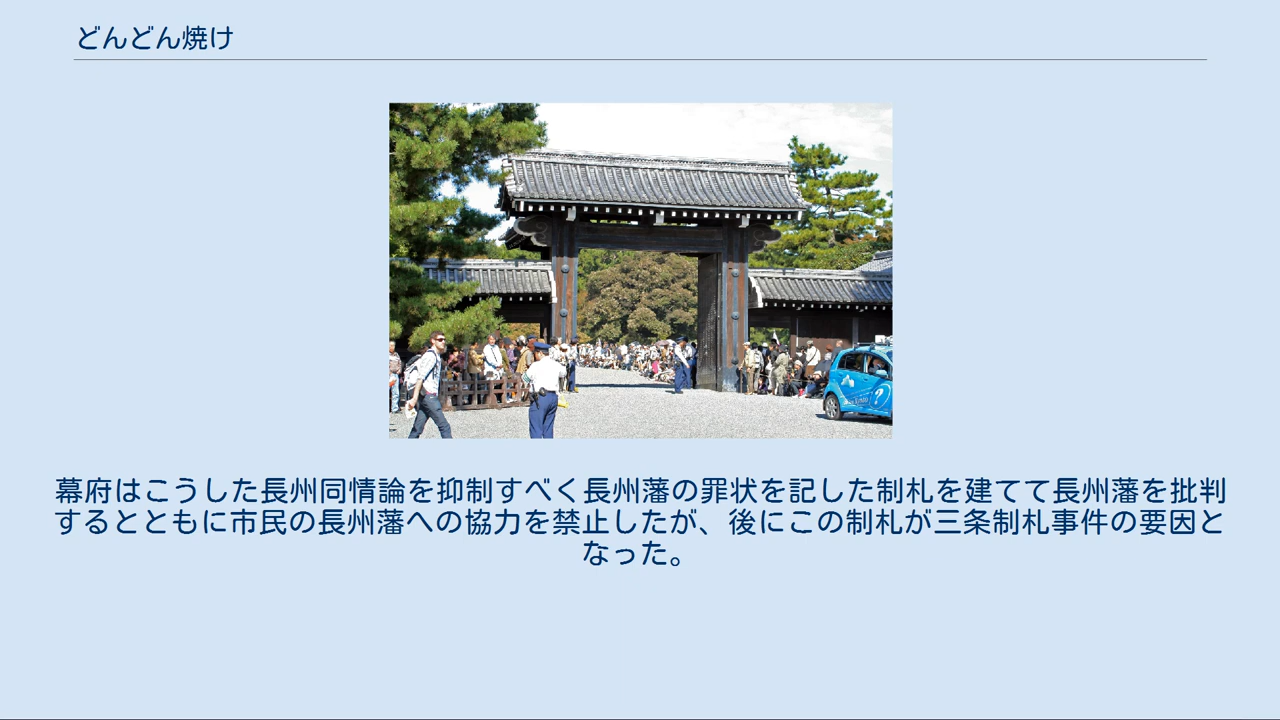 どんどん焼け
幕府はこうした長州同情論を抑制すべく長州藩の罪状を記した制札を建てて長州藩を批判
するとともに市民の長州藩への協力を禁止したが、後にこの制札が三条制札事件の要因と
なった。